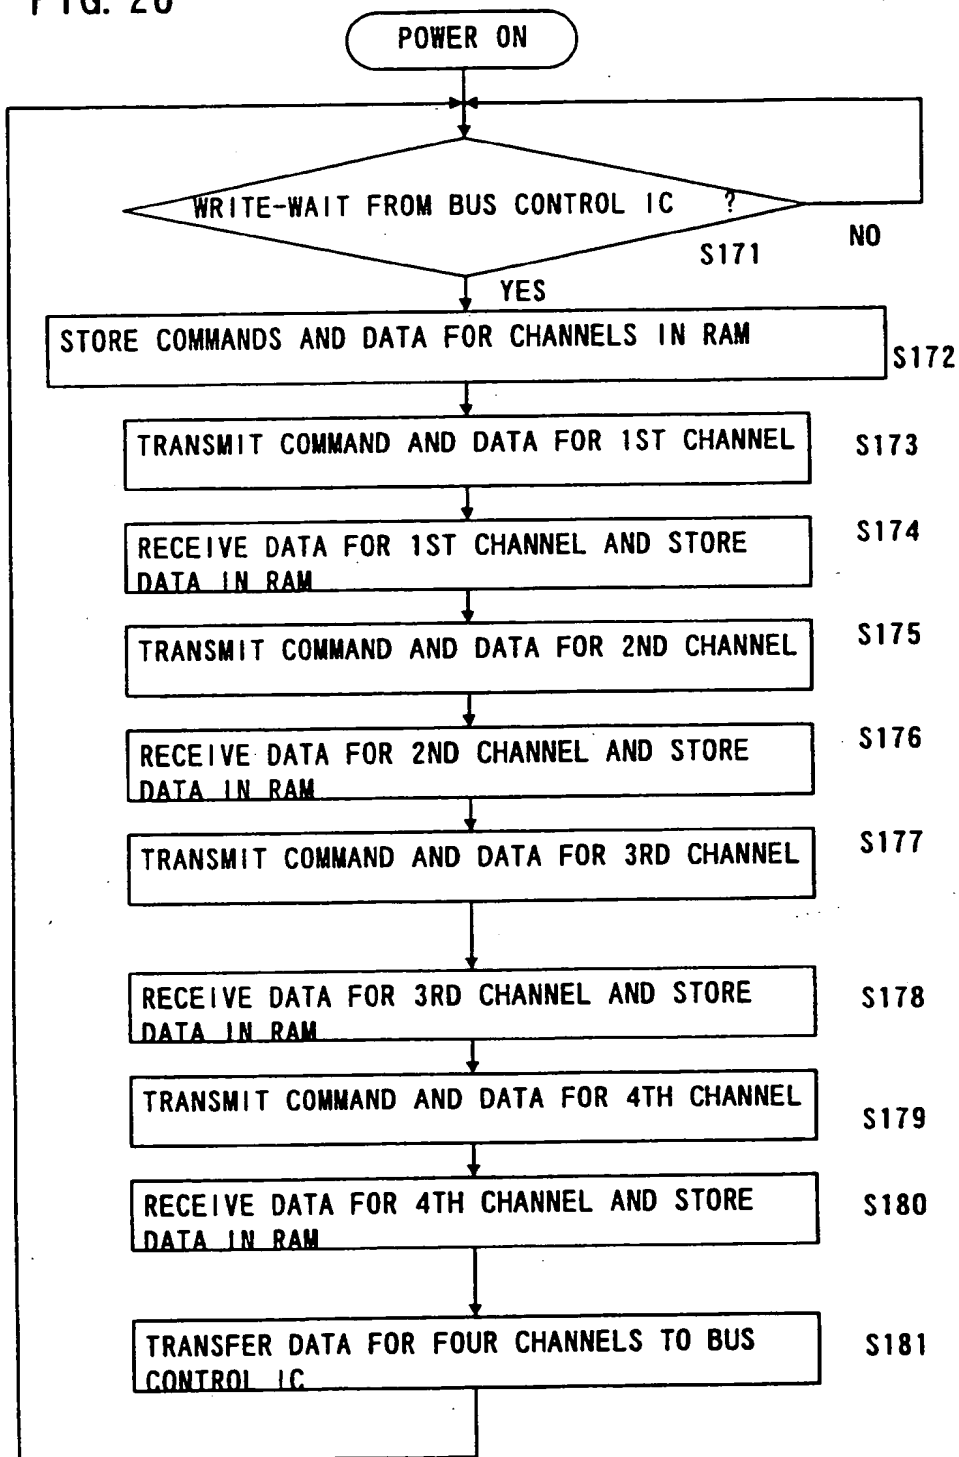 FIG. 20
POWER ON
WRITE-WAIT FROM BUS CONTROL IC ?
S171
NO
YES
STORE COMMANDS AND DATA FOR CHANNELS IN RAM
S172
TRANSMIT COMMAND AND DATA FOR 1ST CHANNEL
S173
RECEIVE DATA FOR 1ST CHANNEL AND STORE
DATA IN RAM
S174
TRANSMIT COMMAND AND DATA FOR 2ND CHANNEL
S175
RECEIVE DATA FOR 2ND CHANNEL AND STORE
DATA IN RAM
S176
TRANSMIT COMMAND AND DATA FOR 3RD CHANNEL
S177
RECEIVE DATA FOR 3RD CHANNEL AND STORE
DATA IN RAM
S178
TRANSMIT COMMAND AND DATA FOR 4TH CHANNEL
S179
RECEIVE DATA FOR 4TH CHANNEL AND STORE
DATA IN RAM
S180
TRANSFER DATA FOR FOUR CHANNELS TO BUS
CONTROL IC
S181